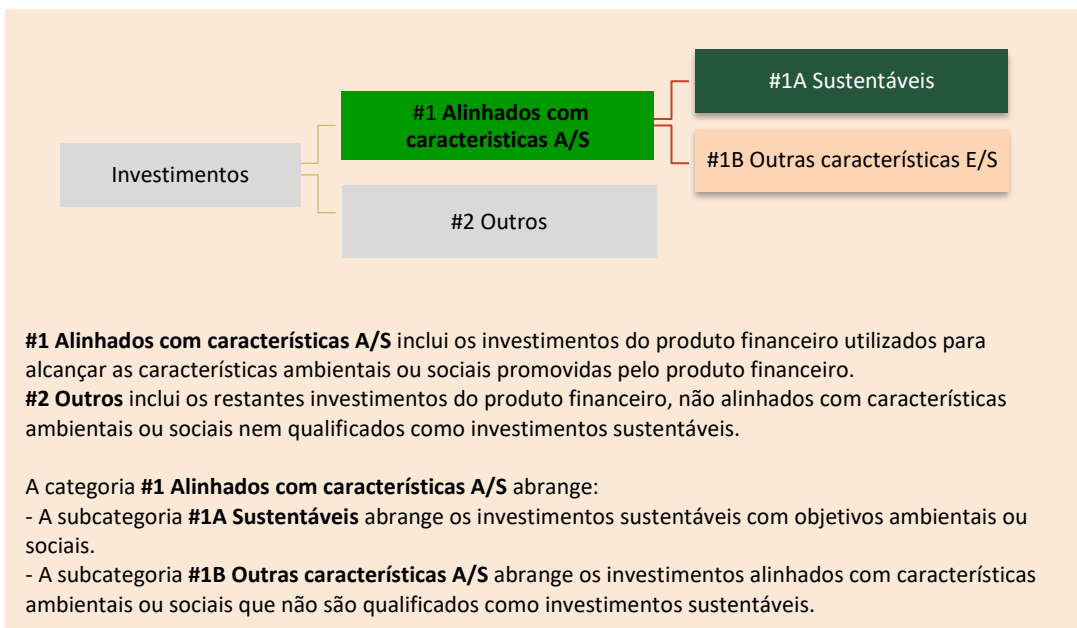 #1A Sustentáveis
#1 Alinhados com
caracteristicas A/S
#1B Outras características E/S
Investimentos
#2 Outros
#1 Alinhados com características A/S inclui os investimentos do produto financeiro utilizados para
alcançar as características ambientais ou sociais promovidas pelo produto financeiro.
#2 Outros inclui os restantes investimentos do produto financeiro, não alinhados com características
ambientais ou sociais nem qualificados como investimentos sustentáveis.
A categoria #1 Alinhados com características A/S abrange:
- A subcategoria #1A Sustentáveis abrange os investimentos sustentáveis com objetivos ambientais ou
sociais.
- A subcategoria #1B Outras características A/S abrange os investimentos alinhados com características
ambientais ou sociais que não são qualificados como investimentos sustentáveis.